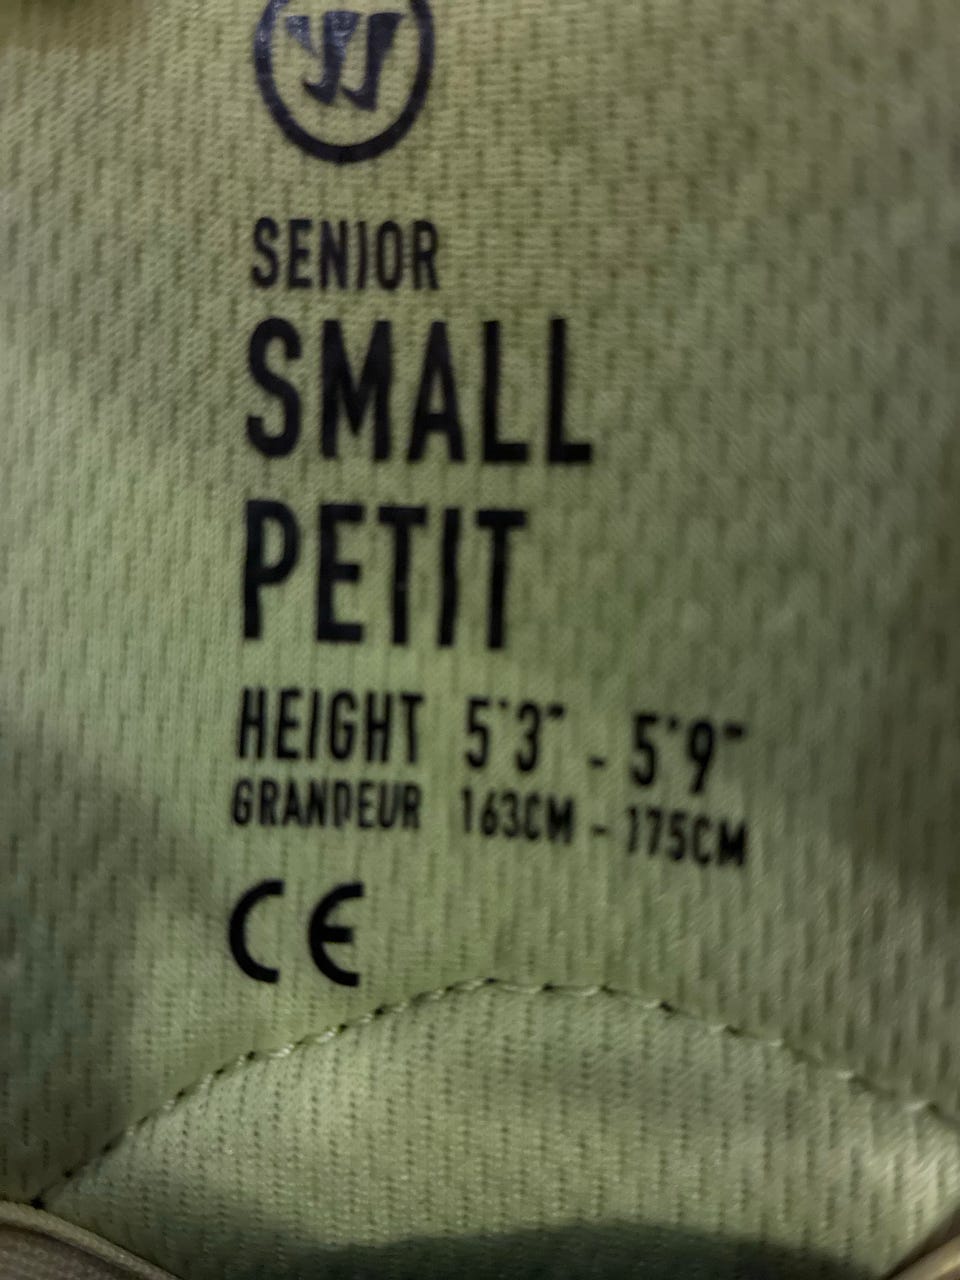 SENIOR
SMALL
PETIT
HEIGHT 5'3" - 5'9"
GRANDEUR 163CM - 175CM
CE